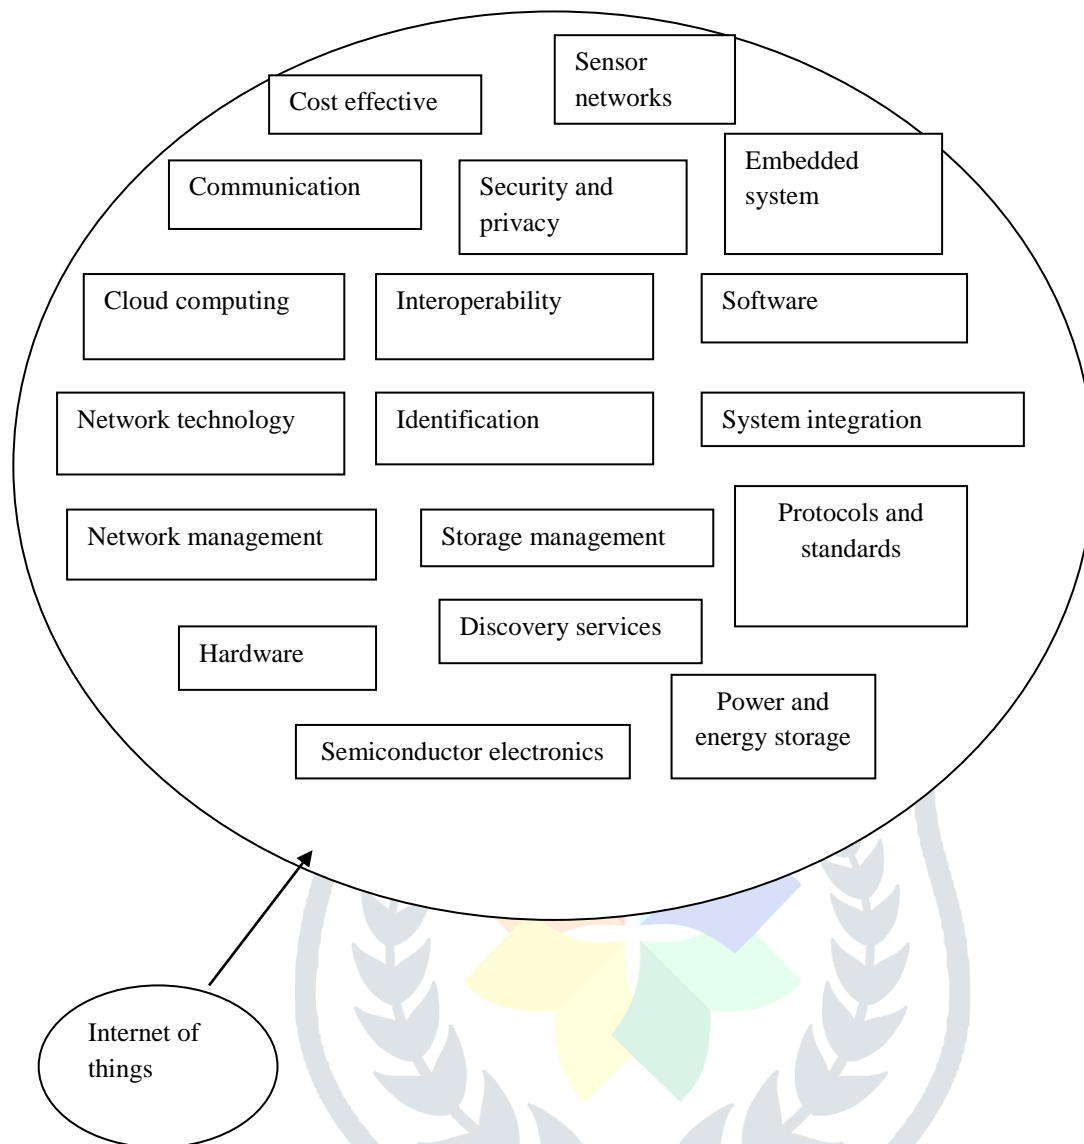 Sensor
networks
Cost effective
Embedded
system
Communication
Security and
privacy
Cloud computing
Interoperability
Software
Network technology
Identification
System integration
Network management
Storage management
Protocols and
standards
Discovery services
Hardware
Power and
energy storage
Semiconductor electronics
Internet of
things